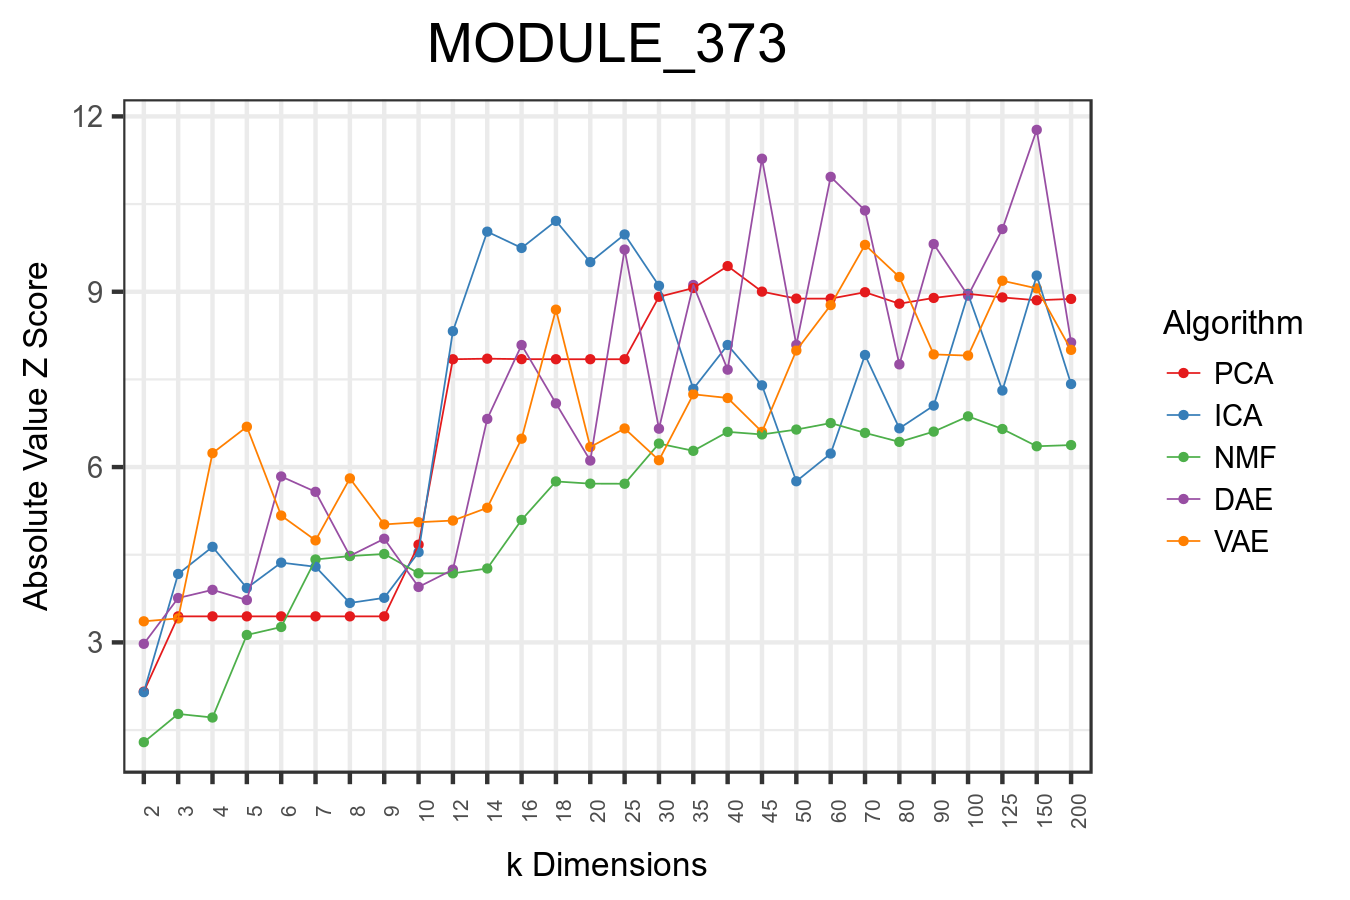 MODULE_373
12
9
6
3
Absolute Value Z Score
2 3 4 5 6 7 8 9 10 12 14 16 18 20 25 30 35 40 45 50 60 70 80 90 100 125 150 200
k Dimensions
Algorithm
PCA
ICA
NMF
DAE
VAE